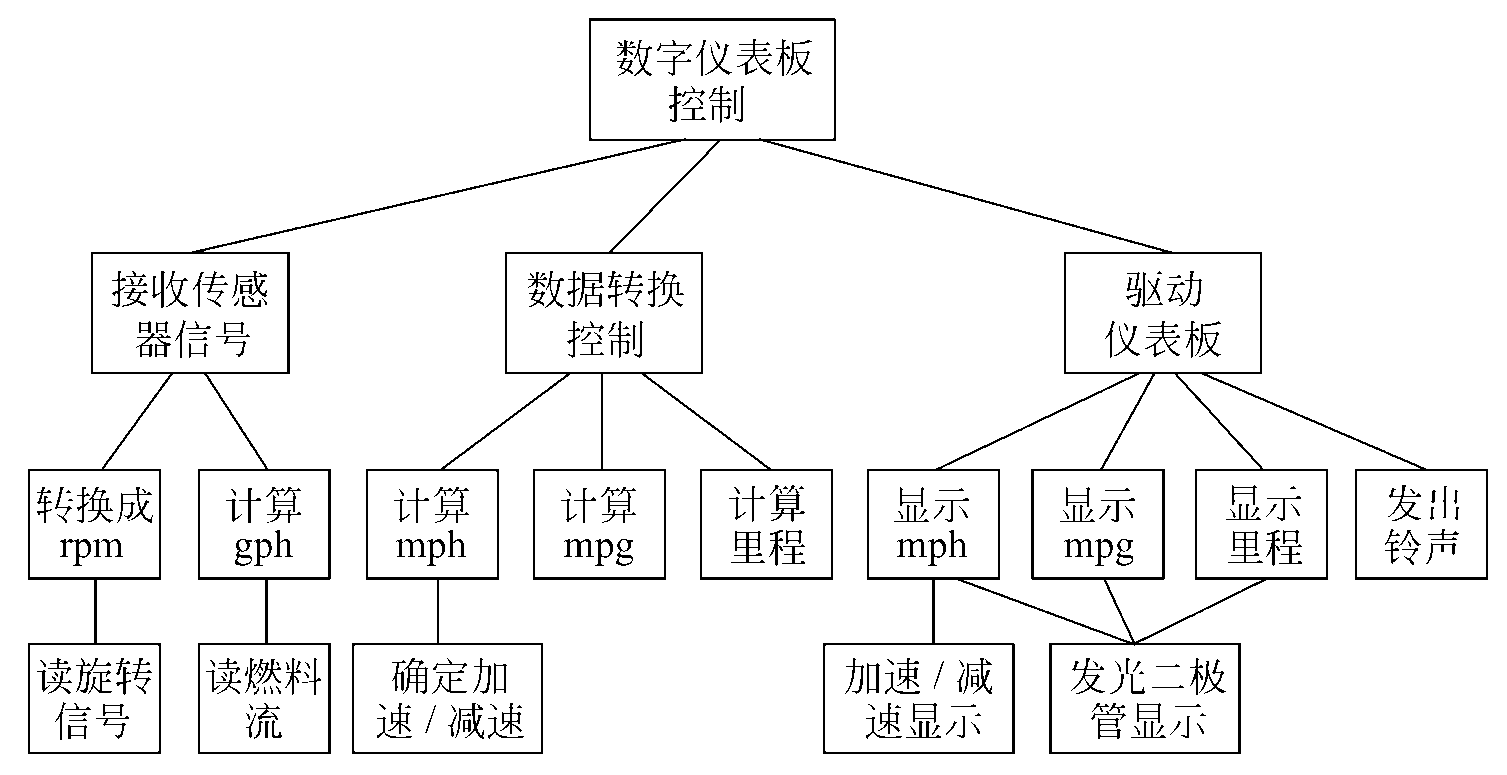 数字仪表板
控制
接收传感
器信号
数据转换
控制
驱动
仪表板
转换成
rpm
计算
gph
计算
mph
计算
mpg
计算
里程
显示
mph
显示
mpg
显示
里程
发出
铃声
读旋转
信号
读燃料
流
确定加
速/减速
加速/减
速显示
发光二极
管显示